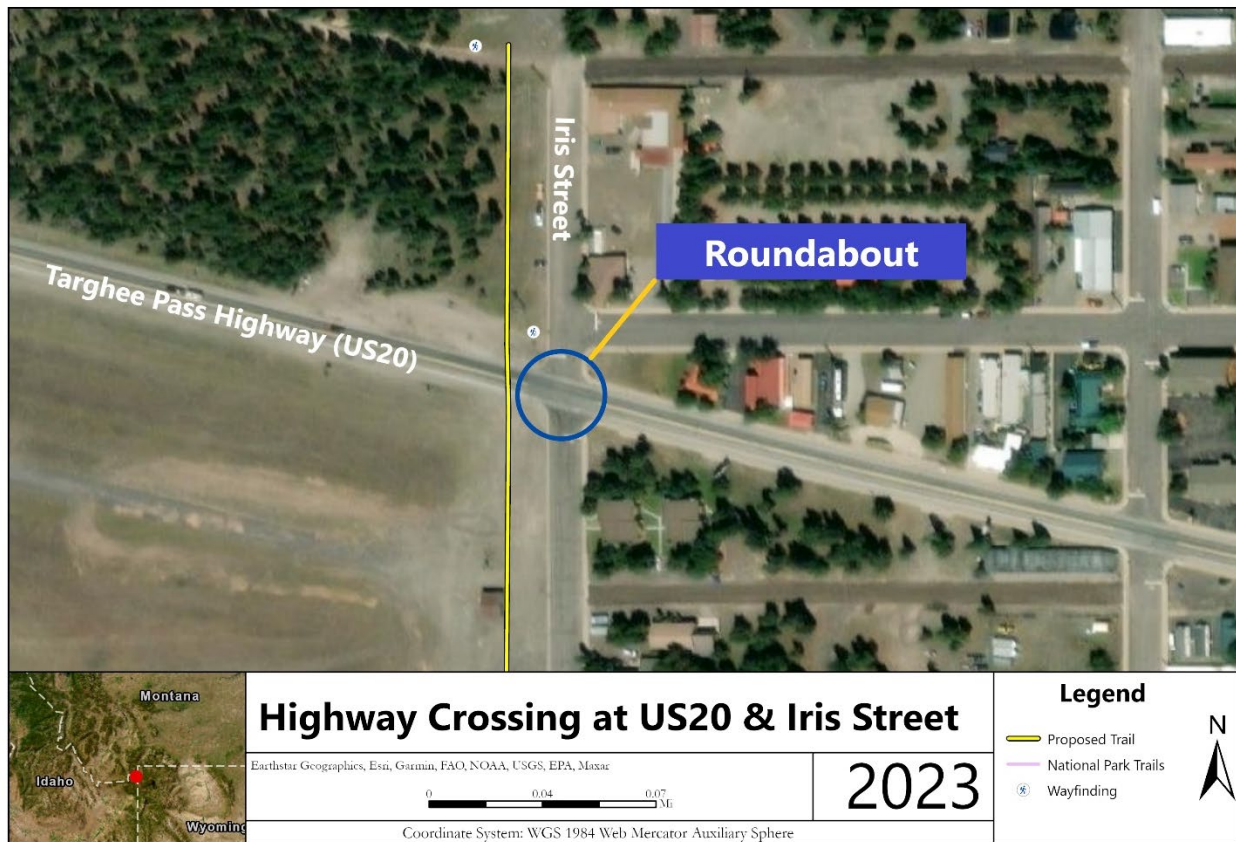 Iris Street
Roundabout
Targhee Pass Highway (US20)
Montana
Idaho
Wyoming
Highway Crossing at US20 & Iris Street
Earthstar Geographics, Esri, Garmin, FAO, NOAA, USGS, EPA, Maxar
0 0.04 0.07
Mi
2023
Coordinate System: WGS 1984 Web Mercator Auxiliary Sphere
Legend
Proposed Trail
National Park Trails
Wayfinding
N